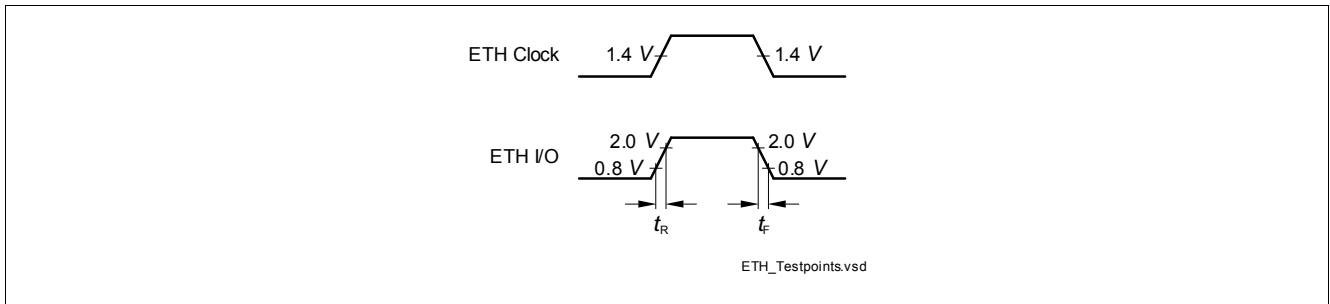 ETH Clock 1.4 V 1.4 V
2.0 V 2.0 V
ETH I/O
0.8 V 0.8 V
tR tF
ETH_Testpoints.vsd